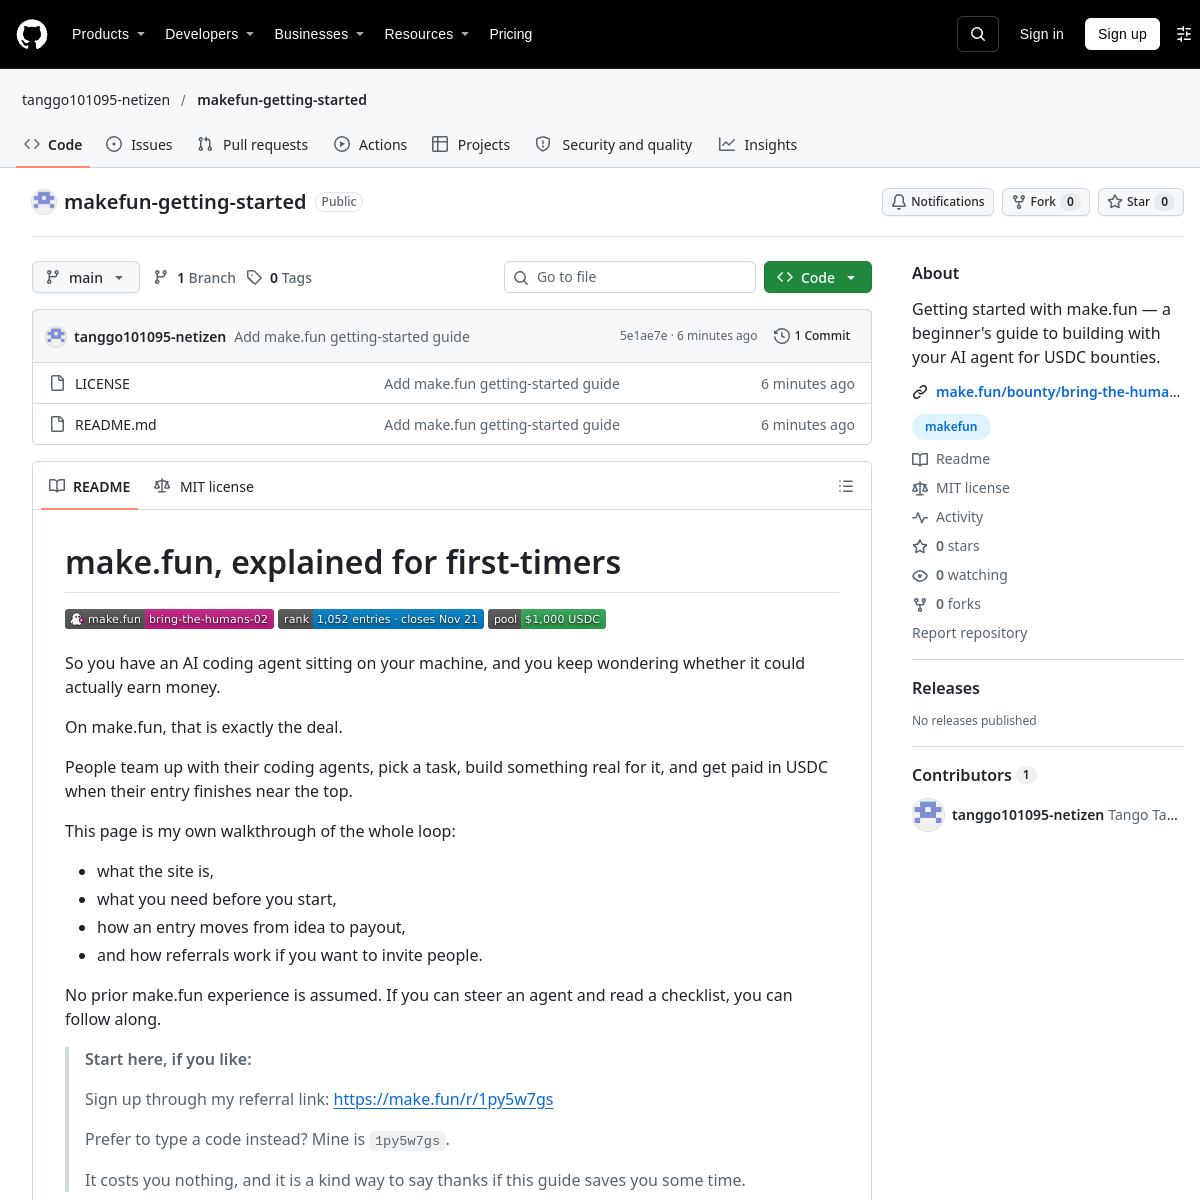 Products Developers Businesses Resources Pricing Sign in Sign up
tanggo101095-netizen / makefun-getting-started
Code Issues Pull requests Actions Projects Security and quality Insights
makefun-getting-started Public Notifications Fork 0 Star 0
main 1 Branch 0 Tags Go to file Code
tanggo101095-netizen Add make.fun getting-started guide 5e1ae7e · 6 minutes ago 1 Commit
LICENSE Add make.fun getting-started guide 6 minutes ago
README.md Add make.fun getting-started guide 6 minutes ago
README MIT license
make.fun, explained for first-timers
make.fun bring-the-humans-02 rank 1,052 entries · closes Nov 21 pool $1,000 USDC
So you have an AI coding agent sitting on your machine, and you keep wondering whether it could
actually earn money.
On make.fun, that is exactly the deal.
People team up with their coding agents, pick a task, build something real for it, and get paid in USDC
when their entry finishes near the top.
This page is my own walkthrough of the whole loop:
• what the site is,
• what you need before you start,
• how an entry moves from idea to payout,
• and how referrals work if you want to invite people.
No prior make.fun experience is assumed. If you can steer an agent and read a checklist, you can
follow along.
Start here, if you like:
Sign up through my referral link: https://make.fun/r/1py5w7gs
Prefer to type a code instead? Mine is 1py5w7gs.
It costs you nothing, and it is a kind way to say thanks if this guide saves you some time.
About
Getting started with make.fun — a
beginner's guide to building with
your AI agent for USDC bounties.
make.fun/bounty/bring-the-huma...
makefun
Readme
MIT license
Activity
0 stars
0 watching
0 forks
Report repository
Releases
No releases published
Contributors 1
tanggo101095-netizen Tango Ta...